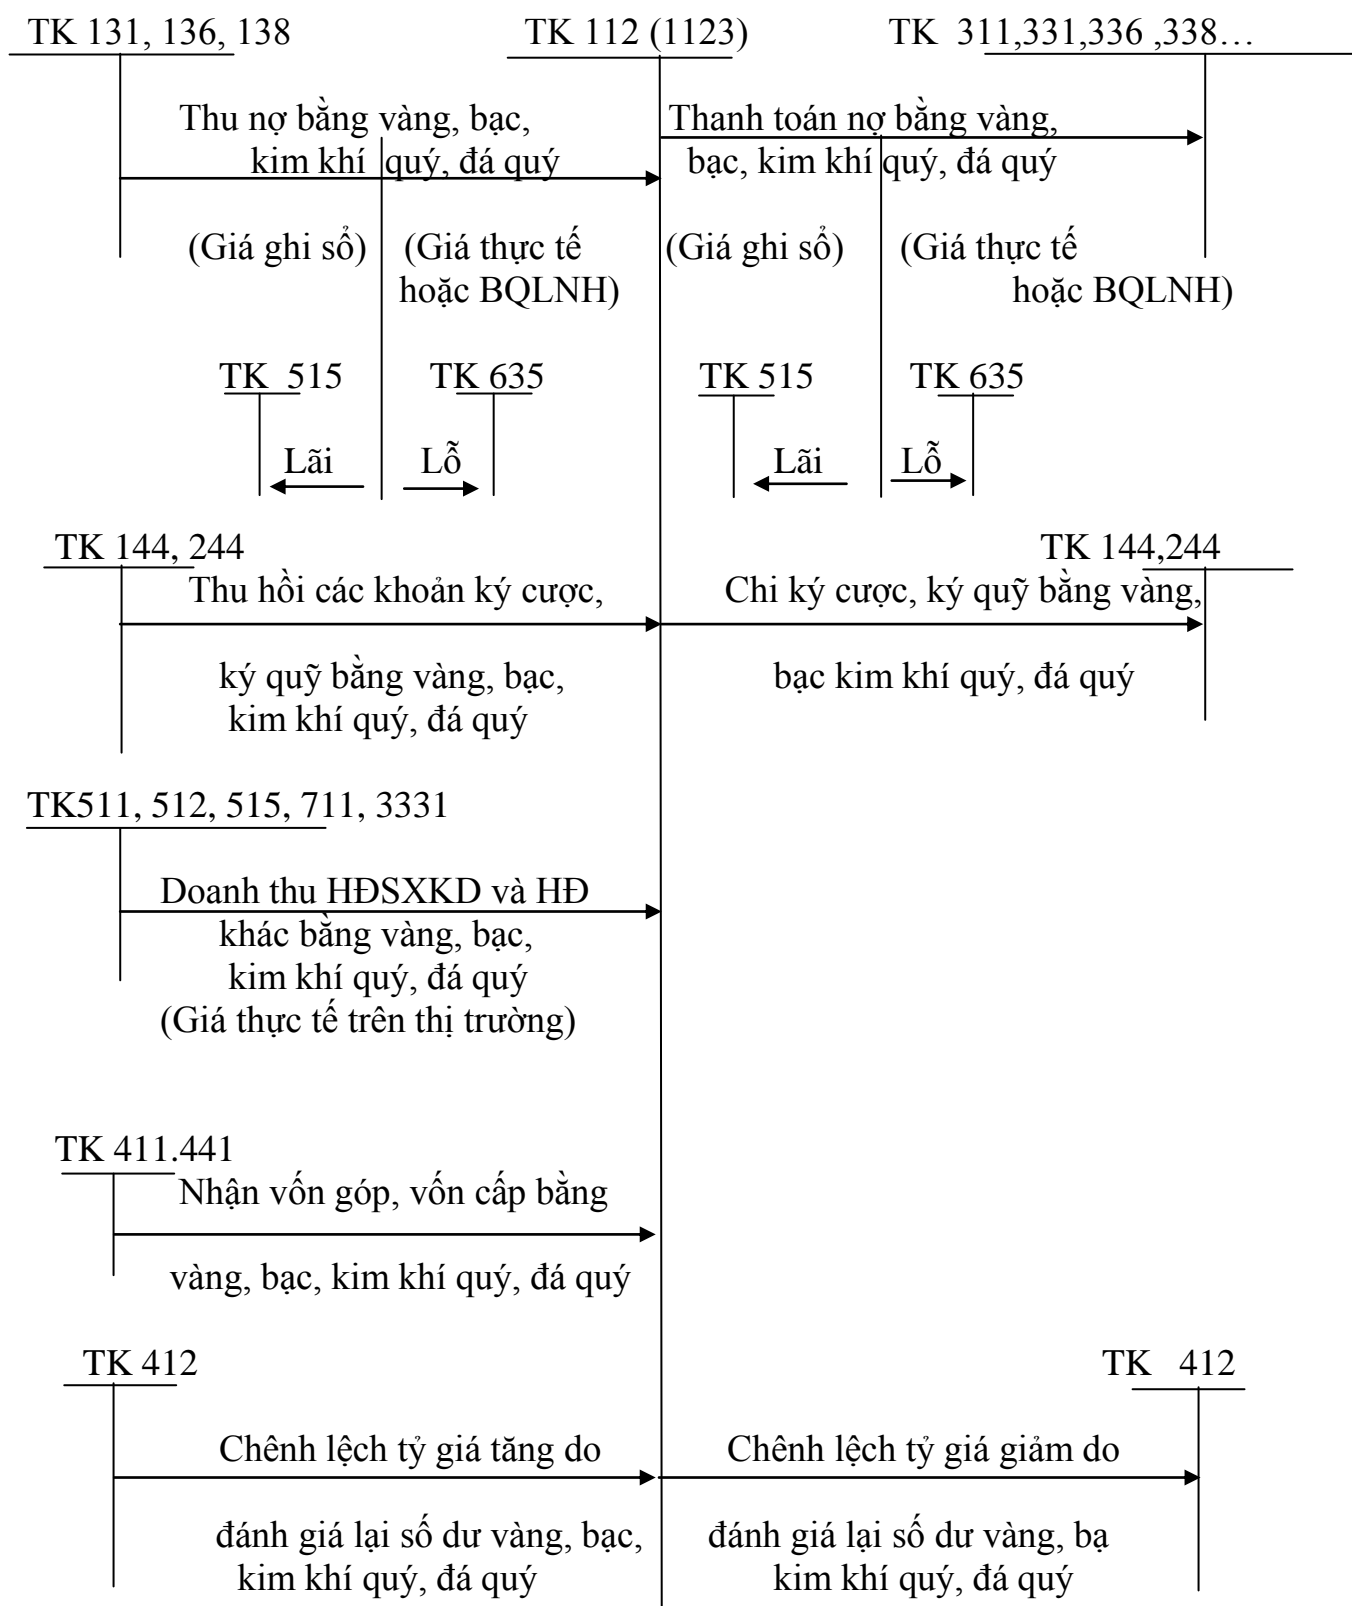 TK 131, 136, 138
TK 112 (1123)
TK 311,331,336 ,338…
Thu nợ bằng vàng, bạc,
kim khí quý, đá quý
Thanh toán nợ bằng vàng,
bạc, kim khí quý, đá quý
(Giá ghi sổ)
(Giá thực tế
hoặc BQLNH)
(Giá ghi sổ)
(Giá thực tế
hoặc BQLNH)
TK 515
TK 635
TK 515
TK 635
Lãi
Lỗ
Lãi
Lỗ
TK 144, 244
TK 144,244
Thu hồi các khoản ký cược,
ký quỹ bằng vàng, bạc,
kim khí quý, đá quý
Chi ký cược, ký quỹ bằng vàng,
bạc kim khí quý, đá quý
TK511, 512, 515, 711, 3331
Doanh thu HĐSXKD và HĐ
khác bằng vàng, bạc,
kim khí quý, đá quý
(Giá thực tế trên thị trường)
TK 411.441
Nhận vốn góp, vốn cấp bằng
vàng, bạc, kim khí quý, đá quý
TK 412
TK 412
Chênh lệch tỷ giá tăng do
đánh giá lại số dư vàng, bạc,
kim khí quý, đá quý
Chênh lệch tỷ giá giảm do
đánh giá lại số dư vàng, bạ
kim khí quý, đá quý